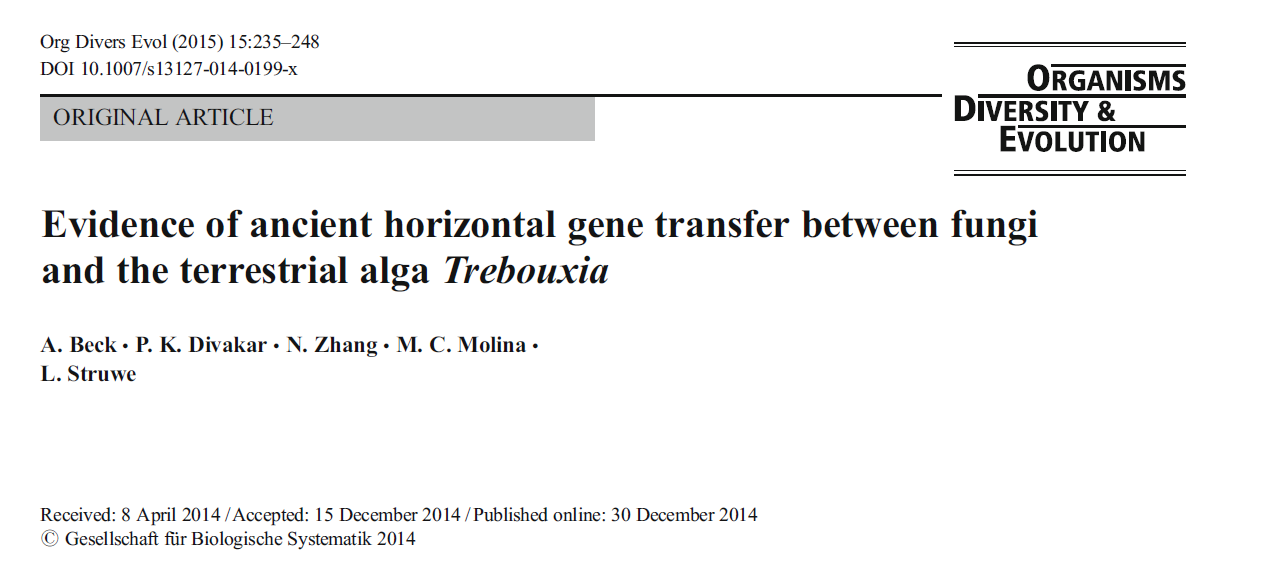 Org Divers Evol (2015) 15:235–248
DOI 10.1007/s13127-014-0199-x
ORIGINAL ARTICLE
ORGANISMS
DIVERSITY &
EVOLUTION
Evidence of ancient horizontal gene transfer between fungi
and the terrestrial alga Trebouxia
A. Beck • P. K. Divakar • N. Zhang • M. C. Molina •
L. Struwe
Received: 8 April 2014 / Accepted: 15 December 2014 / Published online: 30 December 2014
© Gesellschaft für Biologische Systematik 2014